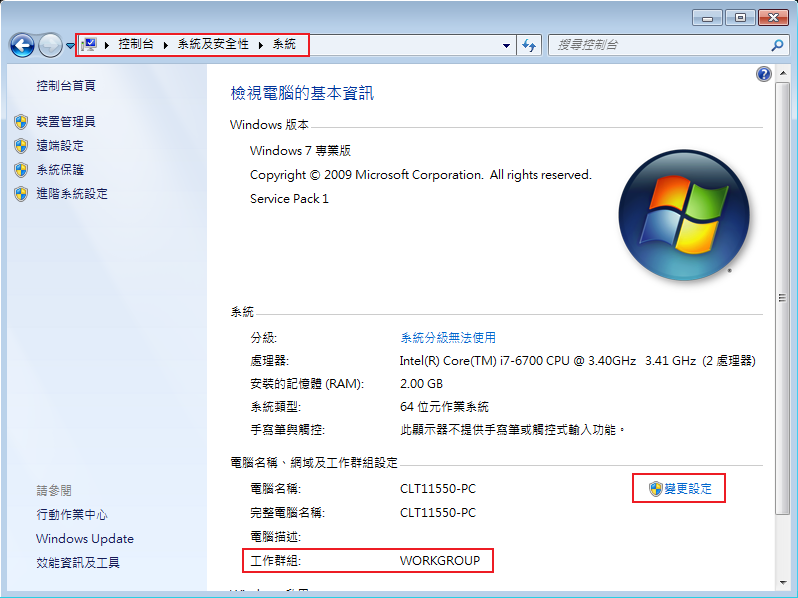 控制台 系統及安全性 系統
搜尋控制台
控制台首頁
裝置管理員
遠端設定
系統保護
進階系統設定
請參閱
行動作業中心
Windows Update
效能資訊及工具
檢視電腦的基本資訊
Windows 版本
Windows 7 專業版
Copyright © 2009 Microsoft Corporation. All rights reserved.
Service Pack 1
系統
分級: 系統分級無法使用
處理器: Intel(R) Core(TM) i7-6700 CPU @ 3.40GHz 3.41 GHz (2 處理器)
安裝的記憶體 (RAM): 2.00 GB
系統類型: 64 位元作業系統
手寫筆與觸控: 此顯示器不提供手寫筆或觸控式輸入功能。
電腦名稱、網域及工作群組設定
電腦名稱: CLT11550-PC 變更設定
完整電腦名稱: CLT11550-PC
電腦描述:
工作群組: WORKGROUP